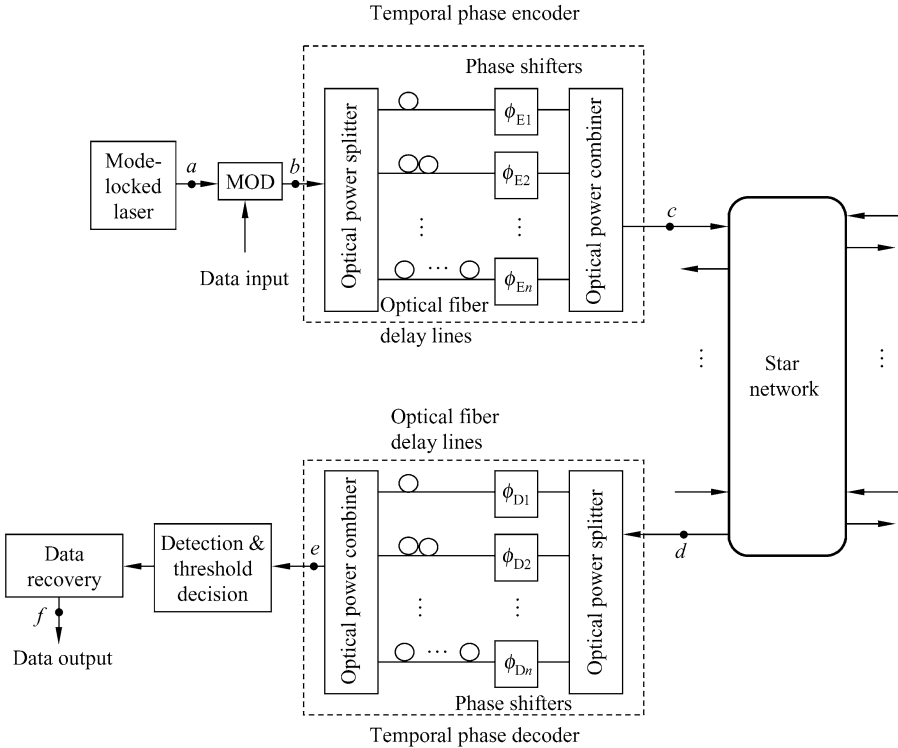 Temporal phase encoder
Phase shifters
Optical power splitter
ϕE1
ϕE2
⋮
⋮
… ϕEn
Optical power combiner
Optical fiber
delay lines
Mode-
locked
laser
a
MOD
b
Data input
c
Star
network
⋮
⋮
Optical fiber
delay lines
Optical power combiner
ϕD1
ϕD2
⋮
⋮
… ϕDn
Optical power splitter
Phase shifters
Temporal phase decoder
d
e
Detection &
threshold
decision
Data
recovery
f
Data output